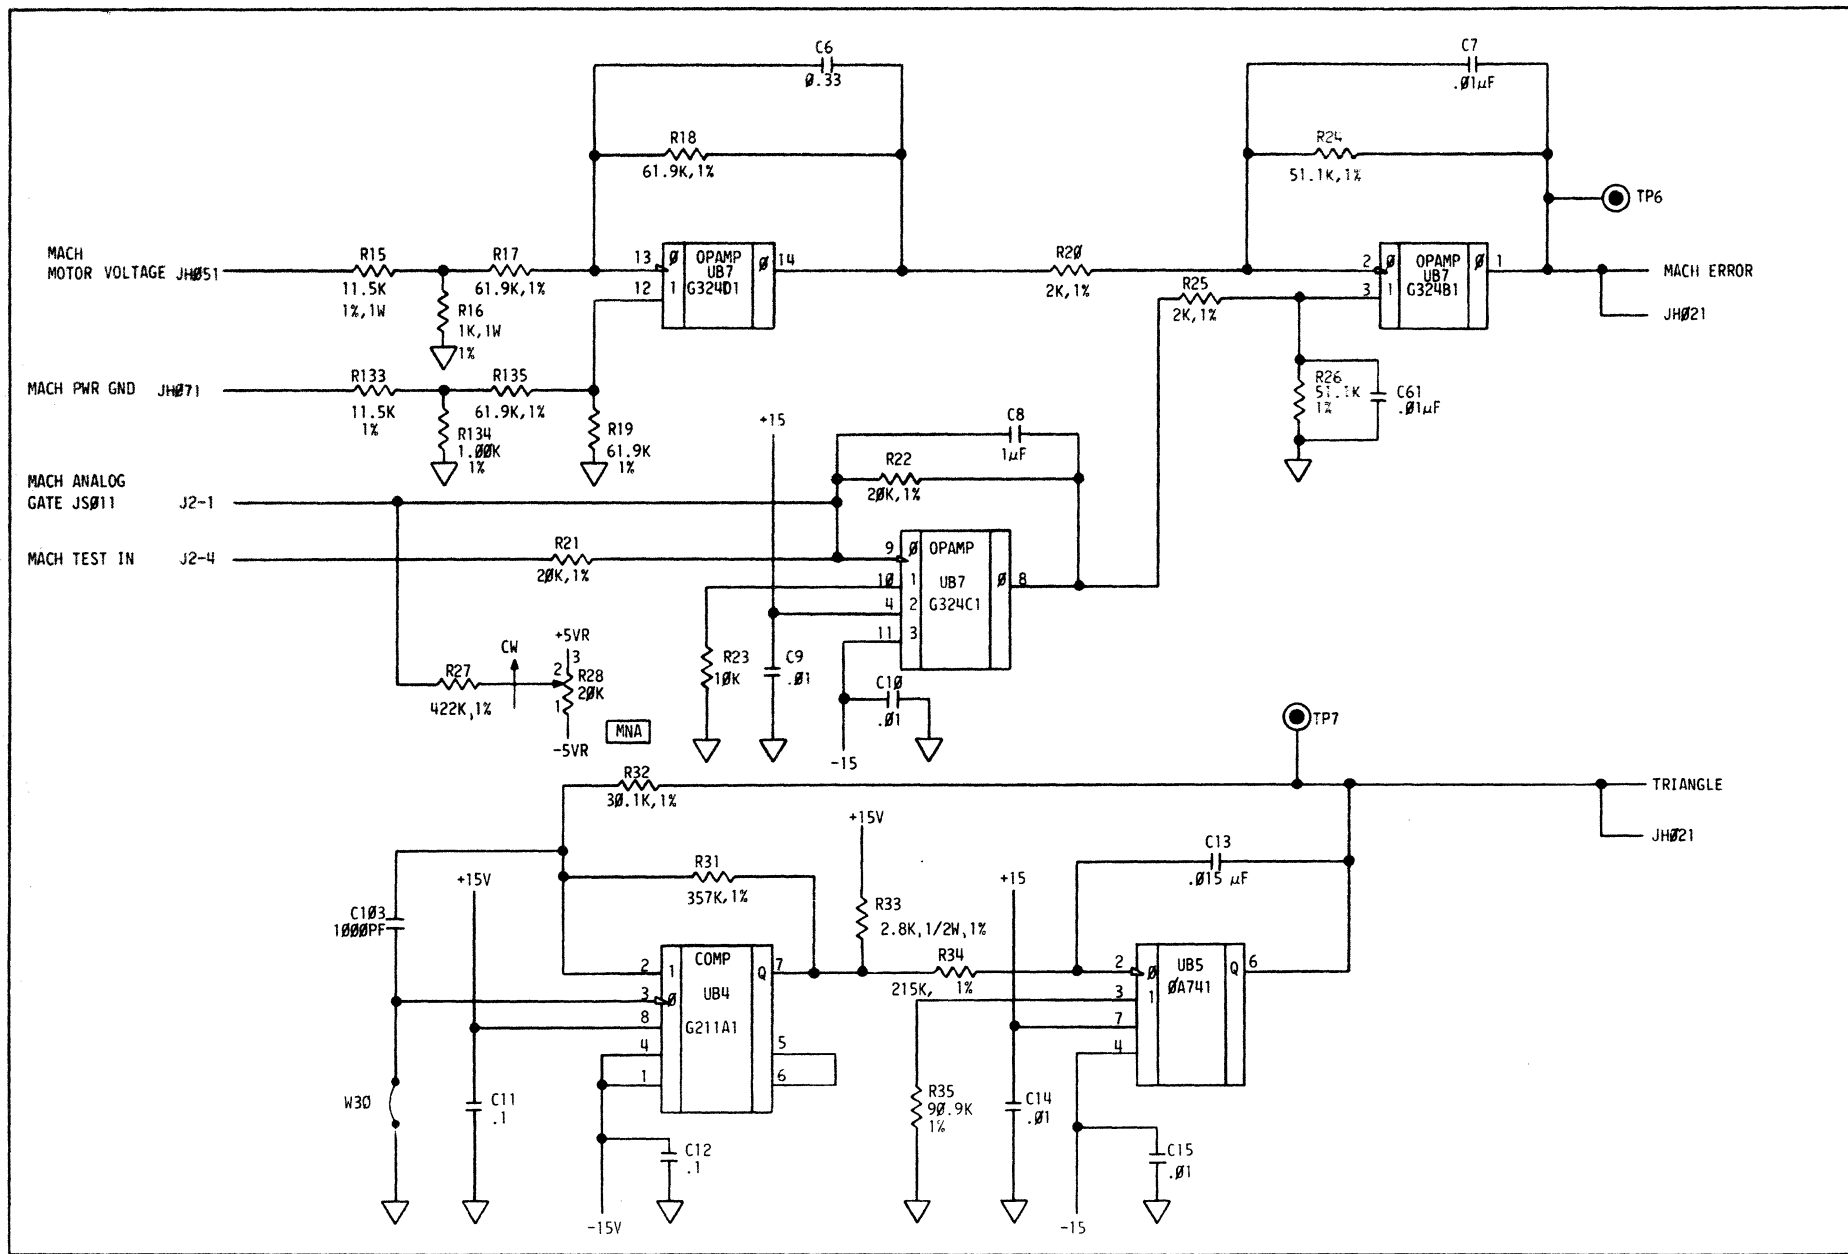 C6
Ø.33
R18
61.9K,1%
C7
.Ø1µF
R24
51.1K,1%
TP6
MACH
MOTOR VOLTAGE JHØ51
R15
11.5K
1%,1W
R17
61.9K,1%
R16
1K,1W
1%
13 Ø OPAMP Ø 14
UB7
12 1 G324D1
R2Ø
2K,1%
R25
2K,1%
2 Ø OPAMP Ø 1
UB7
3 1 G324B1
MACH ERROR
JHØ21
MACH PWR GND JHØ71
R133
11.5K
1%
R135
61.9K,1%
R134
1.ØØK
1%
R19
61.9K
1%
R26
51.1K
1%
C61
.Ø1µF
+15
C8
1µF
R22
2ØK,1%
MACH ANALOG
GATE JSØ11 J2-1
MACH TEST IN J2-4
R21
2ØK,1%
9 Ø OPAMP
1Ø 1 UB7 Ø 8
4 2 G324C1
11 3
R23
1ØK
C9
.Ø1
C1Ø
.Ø1
-15
R27
422K,1%
CW
+5VR
3
2
R28
2ØK
1
-5VR
MNA
TP7
R32
3Ø.1K,1%
TRIANGLE
JHØ21
+15V
R31
357K,1%
+15V
R33
2.8K,1/2W,1%
+15
C13
.Ø15 µF
C1Ø3
1ØØØPF
2 1 COMP Q 7
3 Ø UB4
8 G211A1
4 5
1 6
R34
215K, 1%
2 Ø UB5 Q 6
3 1 ØA741
7
4
W3Ø
C11
.1
C12
.1
-15V
R35
9Ø.9K
1%
C14
.Ø1
C15
.Ø1
-15